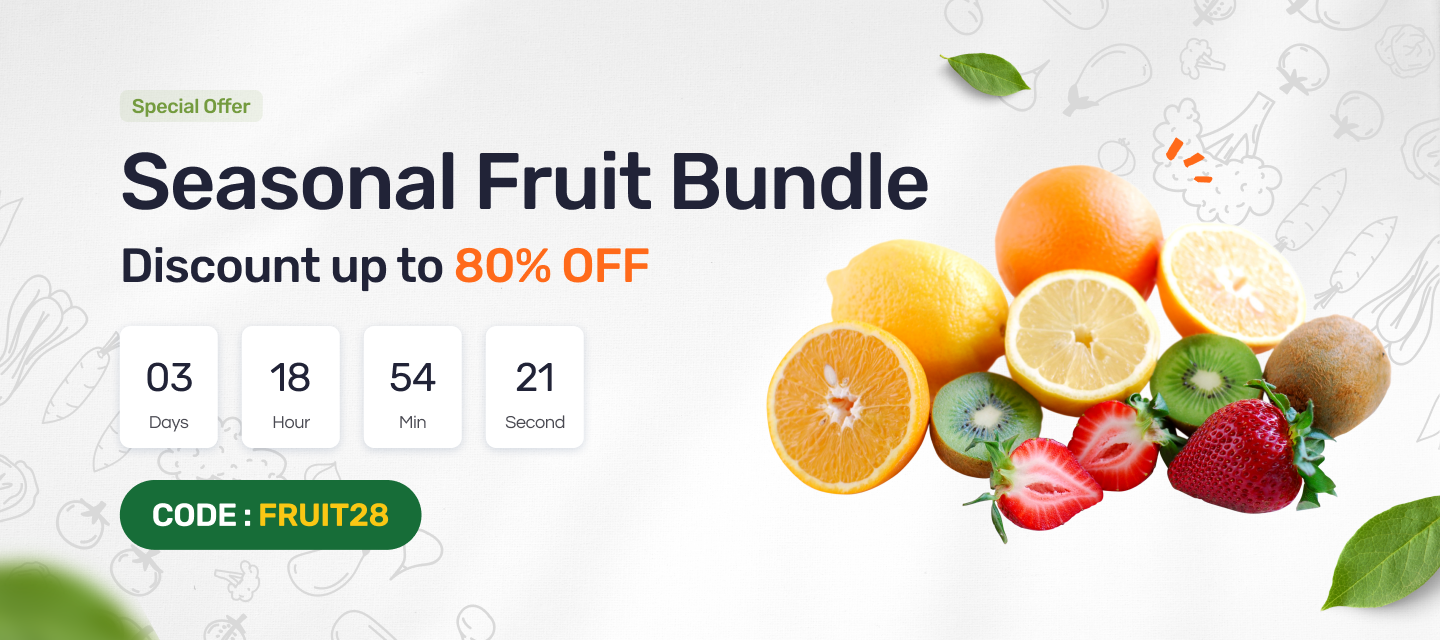 Special Offer
Seasonal Fruit Bundle
Discount up to 80% OFF
03 18 54 21
Days Hour Min Second
CODE : FRUIT28